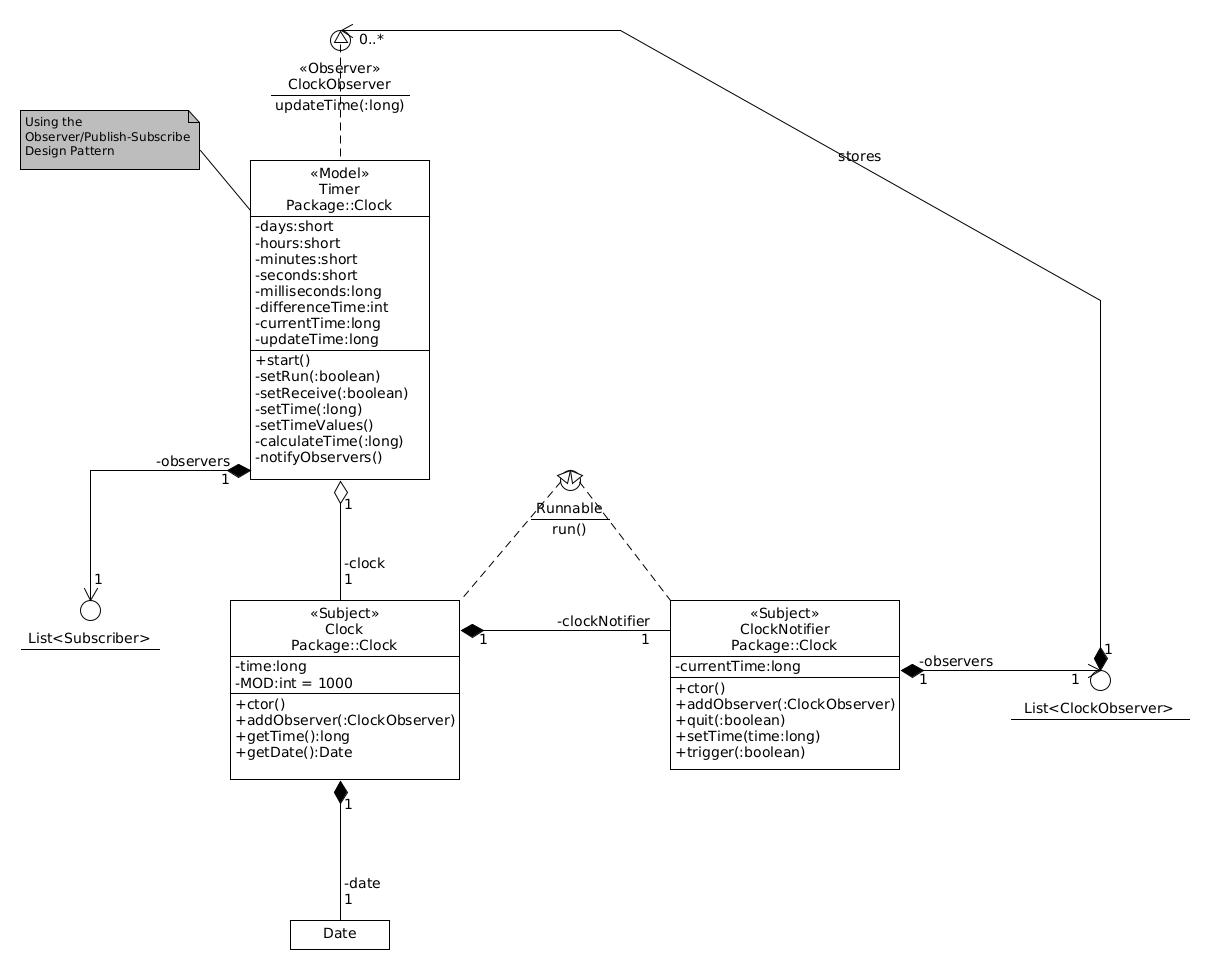 0..*
«Observer»
ClockObserver
updateTime(:long)
Using the
Observer/Publish-Subscribe
Design Pattern
stores
«Model»
Timer
Package::Clock
-days:short
-hours:short
-minutes:short
-seconds:short
-milliseconds:long
-differenceTime:int
-currentTime:long
-updateTime:long
+start()
-setRun(:boolean)
-setReceive(:boolean)
-setTime(:long)
-setTimeValues()
-calculateTime(:long)
-notifyObservers()
-observers
1
1
List<Subscriber>
1
-clock
1
Runnable
run()
«Subject»
Clock
Package::Clock
-time:long
-MOD:int = 1000
+ctor()
+addObserver(:ClockObserver)
+getTime():long
+getDate():Date
-clockNotifier
1
1
«Subject»
ClockNotifier
Package::Clock
-currentTime:long
+ctor()
+addObserver(:ClockObserver)
+quit(:boolean)
+setTime(time:long)
+trigger(:boolean)
-observers
1
1
1
List<ClockObserver>
1
-date
1
Date